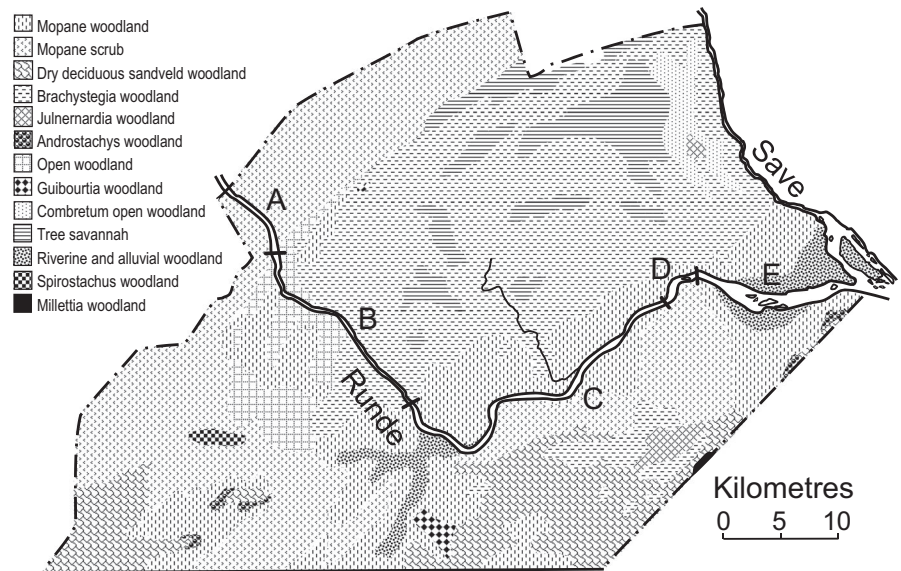 Mopane woodland
Mopane scrub
Dry deciduous sandveld woodland
Brachystegia woodland
Julnernardia woodland
Androstachys woodland
Open woodland
Guibourtia woodland
Combretum open woodland
Tree savannah
Riverine and alluvial woodland
Spirostachus woodland
Millettia woodland
A
B
C
D
E
Save
Runde
Kilometres
0 5 10